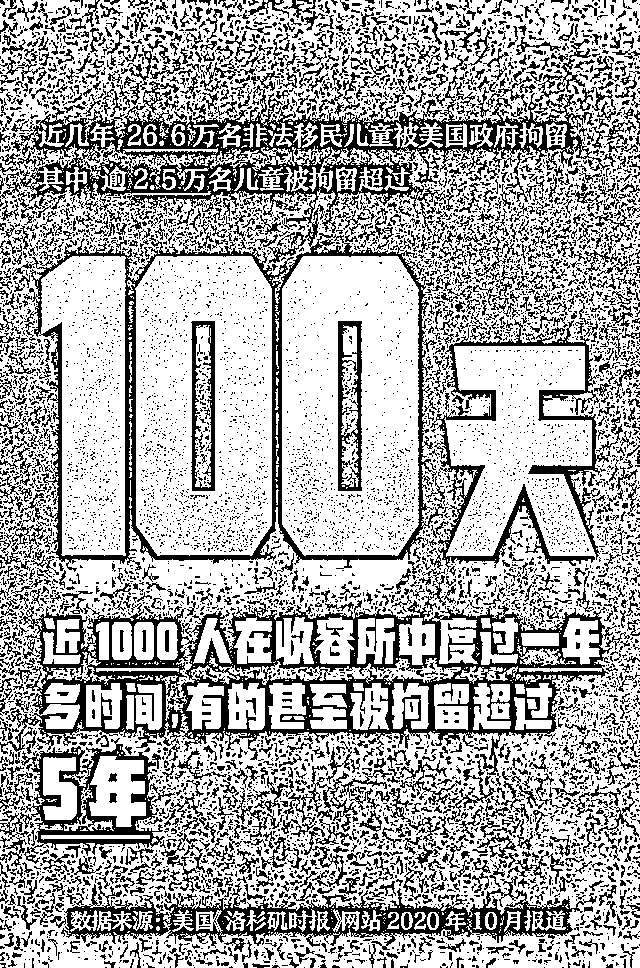 近几年,26.6万名非法移民儿童被美国政府拘留,
其中,逾2.5万名儿童被拘留超过
100天
近1000人在收容所中度过一年
多时间,有的甚至被拘留超过
5年
数据来源:美国《洛杉矶时报》网站2020年10月报道